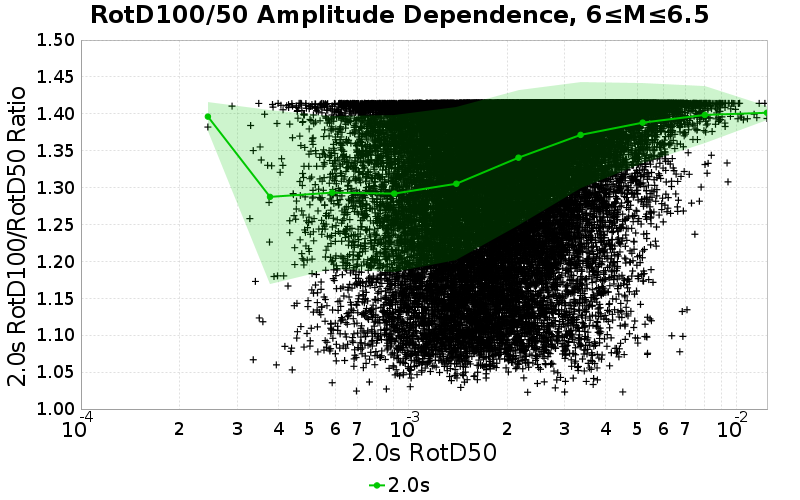 RotD100/50 Amplitude Dependence, 6≤M≤6.5
2.0s RotD100/RotD50 Ratio
1.50
1.45
1.40
1.35
1.30
1.25
1.20
1.15
1.10
1.05
1.00
10^-4 2 3 4 5 6 7 10^-3 2 3 4 5 6 7 10^-2
2.0s RotD50
2.0s